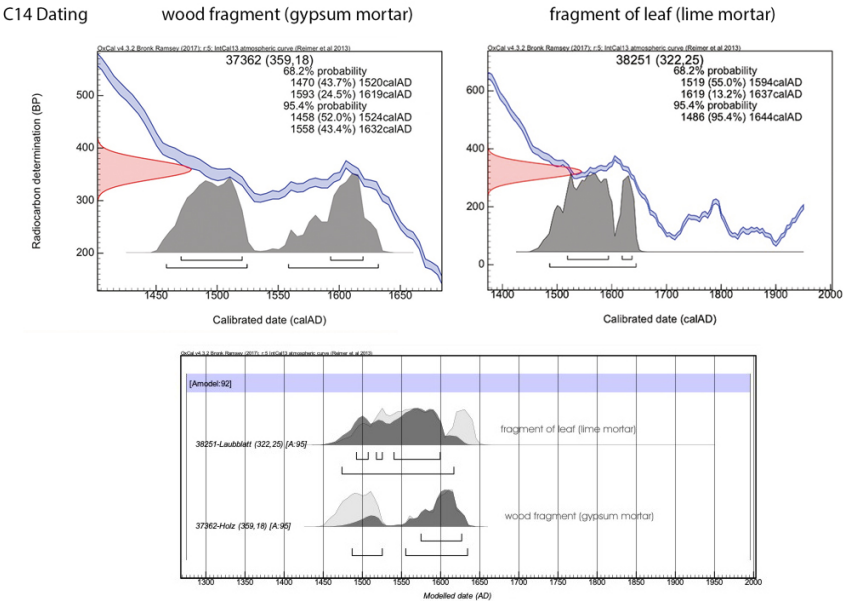 C14 Dating
wood fragment (gypsum mortar)
fragment of leaf (lime mortar)
OxCal v4.3.2 Bronk Ramsey (2017); r:5; IntCal13 atmospheric curve (Reimer et al 2013)
37362 (359,18)
68.2% probability
1470 (43.7%) 1520calAD
1593 (24.5%) 1619calAD
95.4% probability
1458 (52.0%) 1524calAD
1558 (43.4%) 1632calAD
Radiocarbon determination (BP)
500
400
300
200
1450 1500 1550 1600 1650
Calibrated date (calAD)
OxCal v4.3.2 Bronk Ramsey (2017); r:5; IntCal13 atmospheric curve (Reimer et al 2013)
38251 (322,25)
68.2% probability
1519 (55.0%) 1594calAD
1619 (13.2%) 1637calAD
95.4% probability
1486 (95.4%) 1644calAD
600
400
200
0
1400 1500 1600 1700 1800 1900 2000
Calibrated date (calAD)
OxCal v4.3.2 Bronk Ramsey (2017); r:5 IntCal13 atmospheric curve (Reimer et al 2013)
[Amodel:92]
fragment of leaf (lime mortar)
38251-Laubblatt (322,25) [A:95]
wood fragment (gypsum mortar)
37362-Holz (359,18) [A:95]
1300 1350 1400 1450 1500 1550 1600 1650 1700 1750 1800 1850 1900 1950 2000
Modelled date (AD)